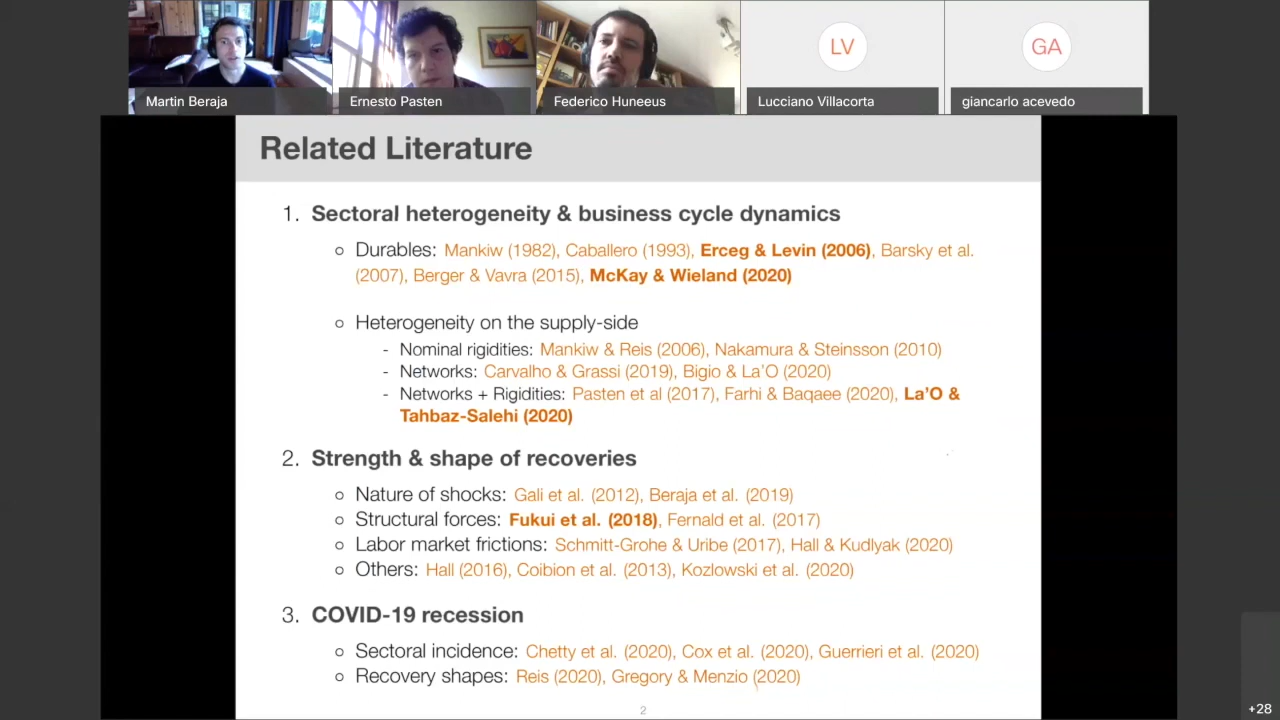 LV
GA
Martin Beraja
Ernesto Pasten
Federico Huneeus
Lucciano Villacorta
giancarlo acevedo
Related Literature
1. Sectoral heterogeneity & business cycle dynamics
Durables: Mankiw (1982), Caballero (1993), Erceg & Levin (2006), Barsky et al.
(2007), Berger & Vavra (2015), McKay & Wieland (2020)
Heterogeneity on the supply-side
- Nominal rigidities: Mankiw & Reis (2006), Nakamura & Steinsson (2010)
- Networks: Carvalho & Grassi (2019), Bigio & La'O (2020)
- Networks + Rigidities: Pasten et al (2017), Farhi & Baqaee (2020), La'O &
Tahbaz-Salehi (2020)
2. Strength & shape of recoveries
Nature of shocks: Gali et al. (2012), Beraja et al. (2019)
Structural forces: Fukui et al. (2018), Fernald et al. (2017)
Labor market frictions: Schmitt-Grohe & Uribe (2017), Hall & Kudlyak (2020)
Others: Hall (2016), Coibion et al. (2013), Kozlowski et al. (2020)
3. COVID-19 recession
Sectoral incidence: Chetty et al. (2020), Cox et al. (2020), Guerrieri et al. (2020)
Recovery shapes: Reis (2020), Gregory & Menzio (2020)
2
+28